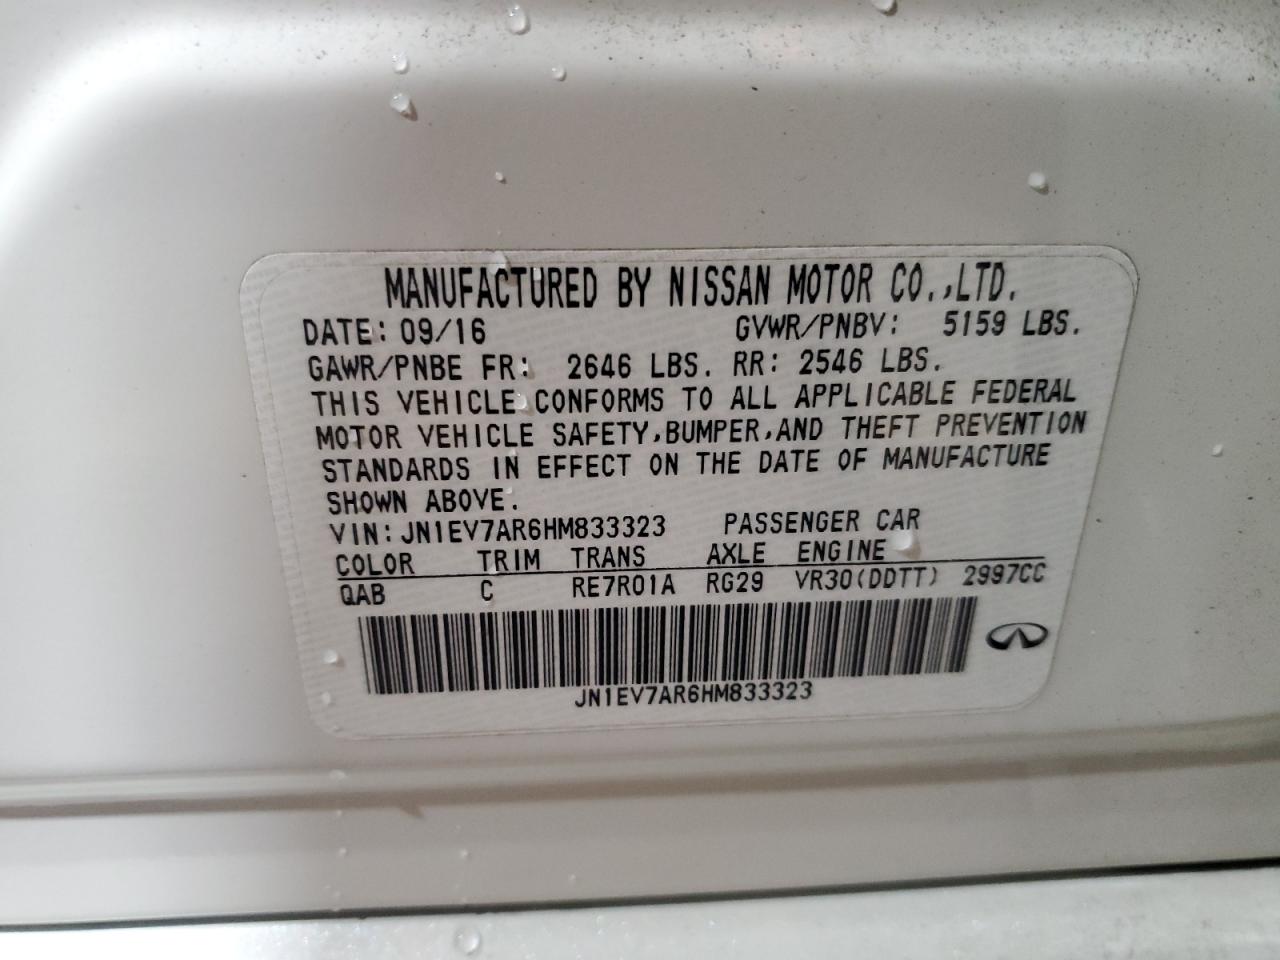 MANUFACTURED BY NISSAN MOTOR CO.,LTD.
DATE: 09/16 GVWR/PNBV: 5159 LBS.
GAWR/PNBE FR: 2646 LBS. RR: 2546 LBS.
THIS VEHICLE CONFORMS TO ALL APPLICABLE FEDERAL
MOTOR VEHICLE SAFETY,BUMPER,AND THEFT PREVENTION
STANDARDS IN EFFECT ON THE DATE OF MANUFACTURE
SHOWN ABOVE.
VIN:JN1EV7AR6HM833323 PASSENGER CAR
COLOR TRIM TRANS AXLE ENGINE
QAB C RE7R01A RG29 VR30(DDTT) 2997CC
JN1EV7AR6HM833323